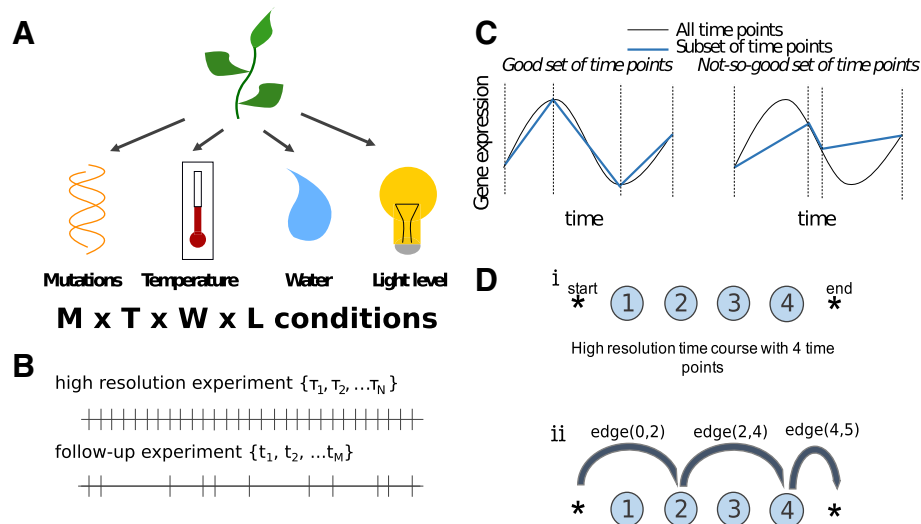 A
Mutations Temperature Water Light level
M x T x W x L conditions
B
high resolution experiment {τ1, τ2, ...τN}
follow-up experiment {t1, t2, ...tM}
C
All time points
Subset of time points
Good set of time points
Not-so-good set of time points
Gene expression
time
time
D
i
start
* 1 2 3 4 *
end
High resolution time course with 4 time
points
ii
edge(0,2) edge(2,4) edge(4,5)
* 1 2 3 4 *